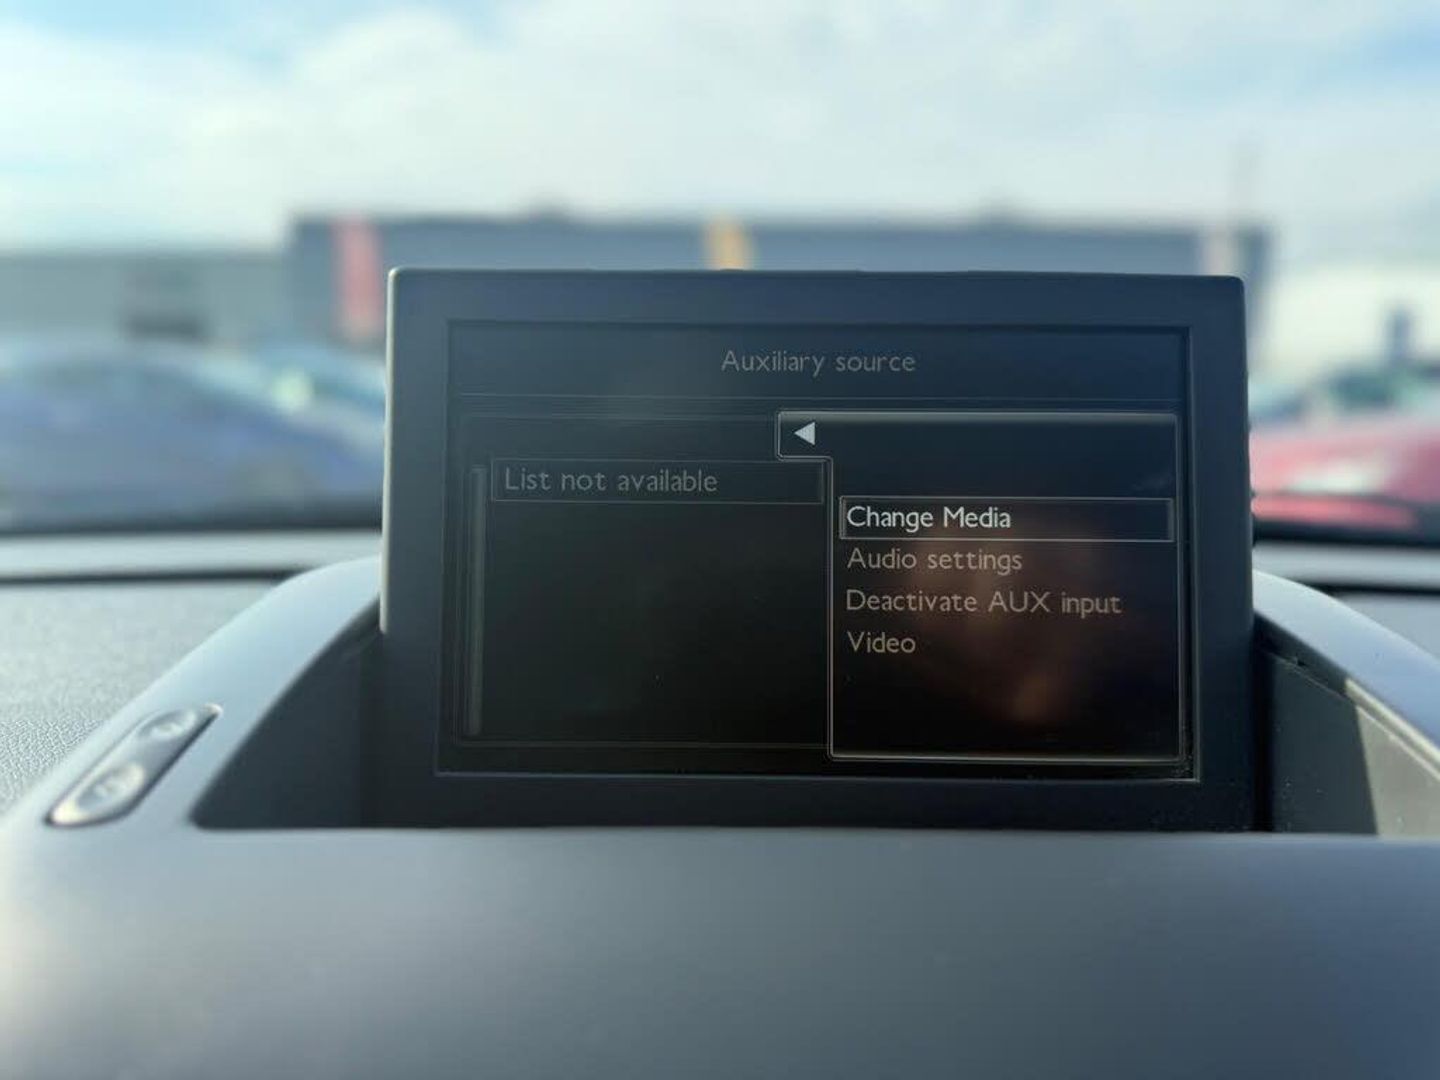 Auxiliary source
List not available
Change Media
Audio settings
Deactivate AUX input
Video